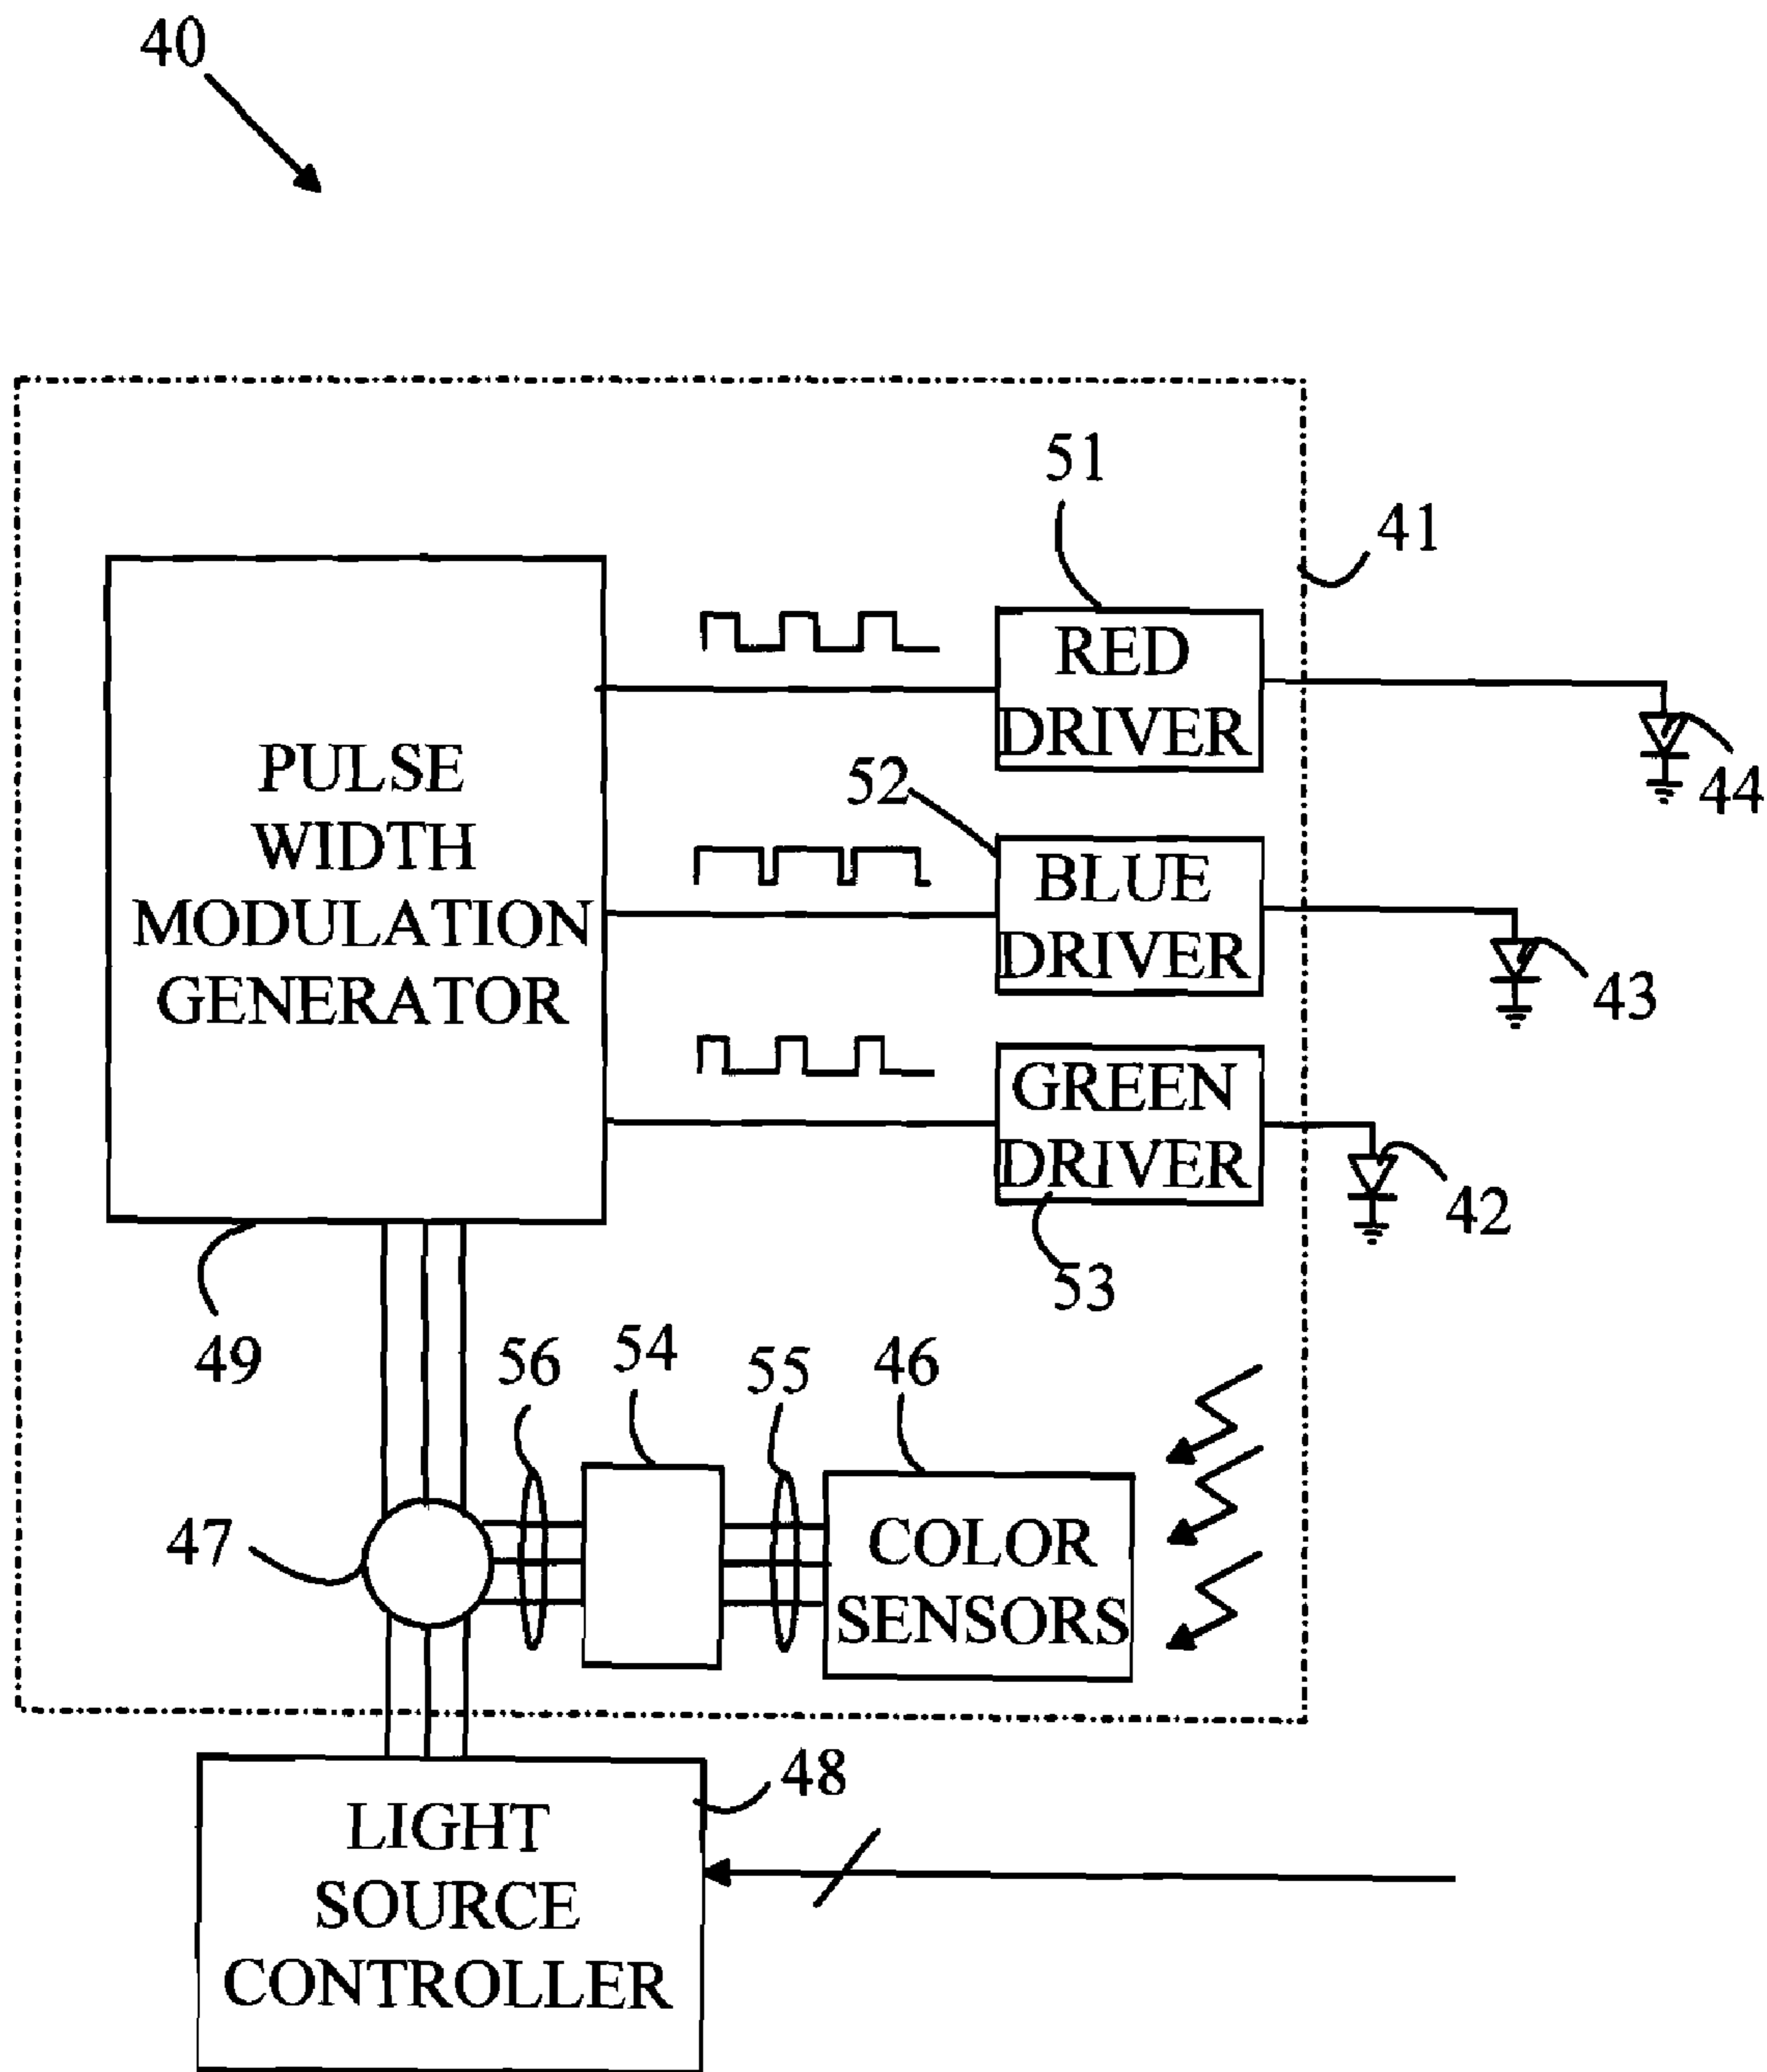 40
51
41
RED
DRIVER
44
PULSE
WIDTH
MODULATION
GENERATOR
52
BLUE
DRIVER
43
GREEN
DRIVER
42
53
49
56
54
55
46
47
COLOR
SENSORS
48
LIGHT
SOURCE
CONTROLLER